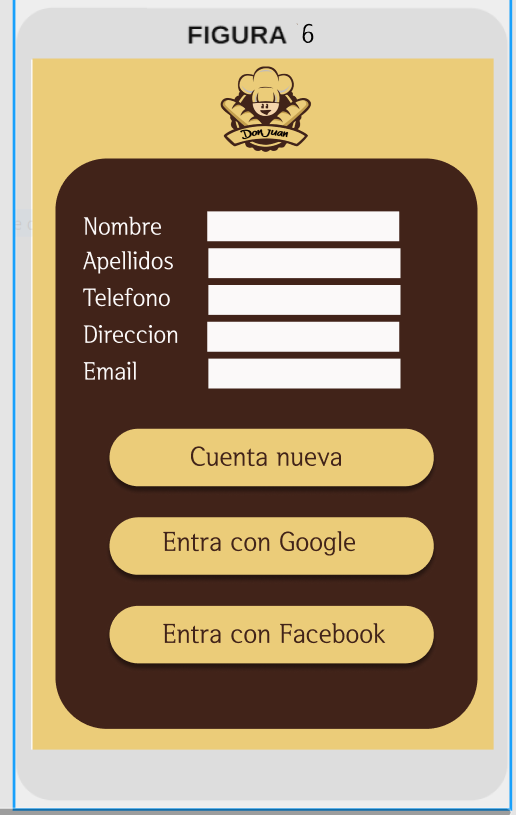 FIGURA 6
Don Juan
Nombre
Apellidos
Telefono
Direccion
Email
Cuenta nueva
Entra con Google
Entra con Facebook